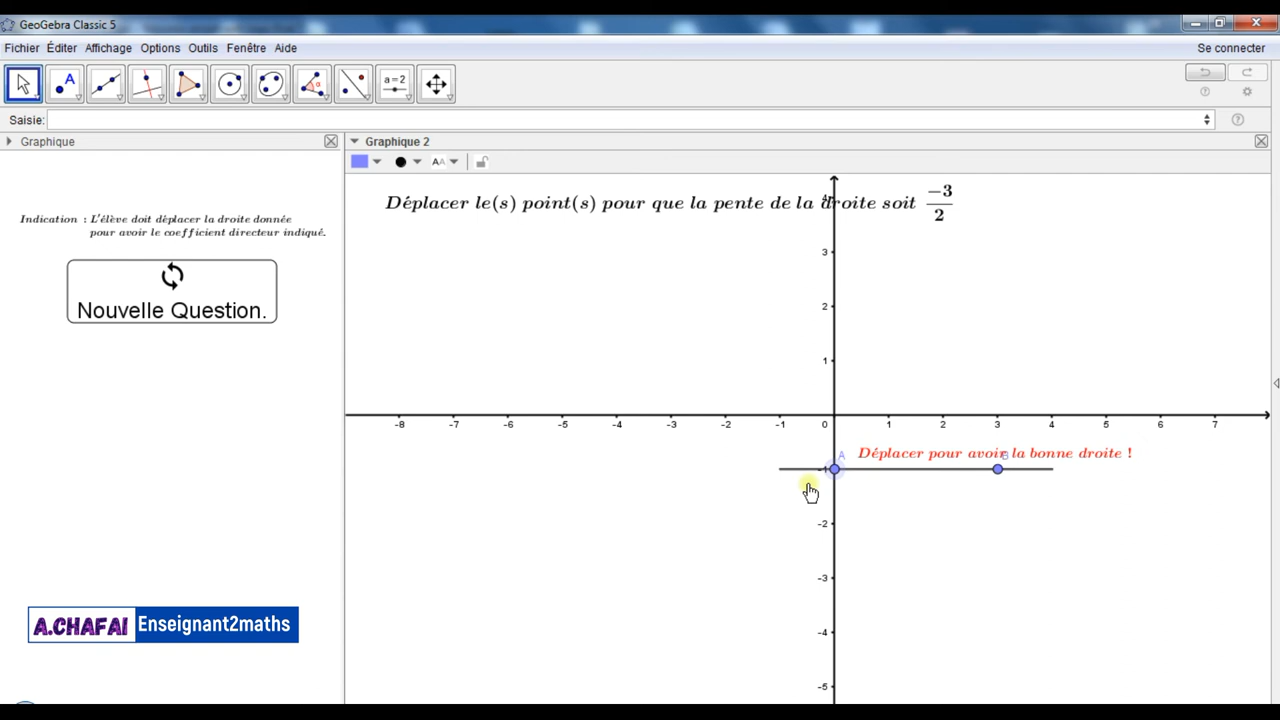 GeoGebra Classic 5
Fichier Éditer Affichage Options Outils Fenêtre Aide
Se connecter
A
a=2
Saisie:
Graphique
Graphique 2
AA
Déplacer le(s) point(s) pour que la pente de la droite soit -3/2
Indication : L'élève doit déplacer la droite donnée
pour avoir le coefficient directeur indiqué.
Nouvelle Question.
3
2
1
-8 -7 -6 -5 -4 -3 -2 -1 0 1 2 3 4 5 6 7
Déplacer pour avoir la bonne droite !
A B
-1
-2
-3
-4
-5
A.CHAFAI Enseignant2maths